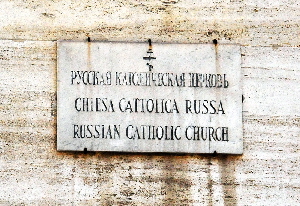 РУССКАЯ КАТОЛИЧЕСКАЯ ЦЕРКОВЬ
CHIESA CATTOLICA RUSSA
RUSSIAN CATHOLIC CHURCH